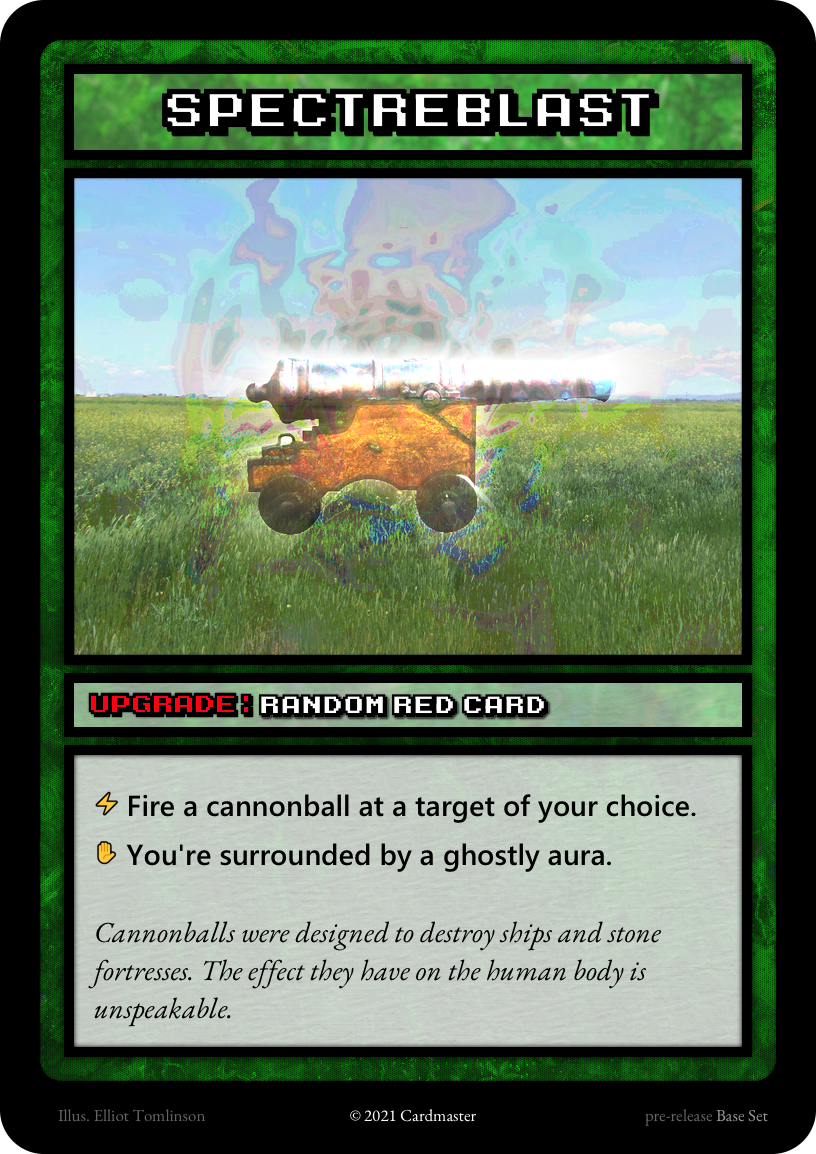 SPECTREBLAST
UPGRADE: RANDOM RED CARD
⚡ Fire a cannonball at a target of your choice.
✋ You're surrounded by a ghostly aura.
Cannonballs were designed to destroy ships and stone
fortresses. The effect they have on the human body is
unspeakable.
Illus. Elliot Tomlinson
© 2021 Cardmaster
pre-release Base Set